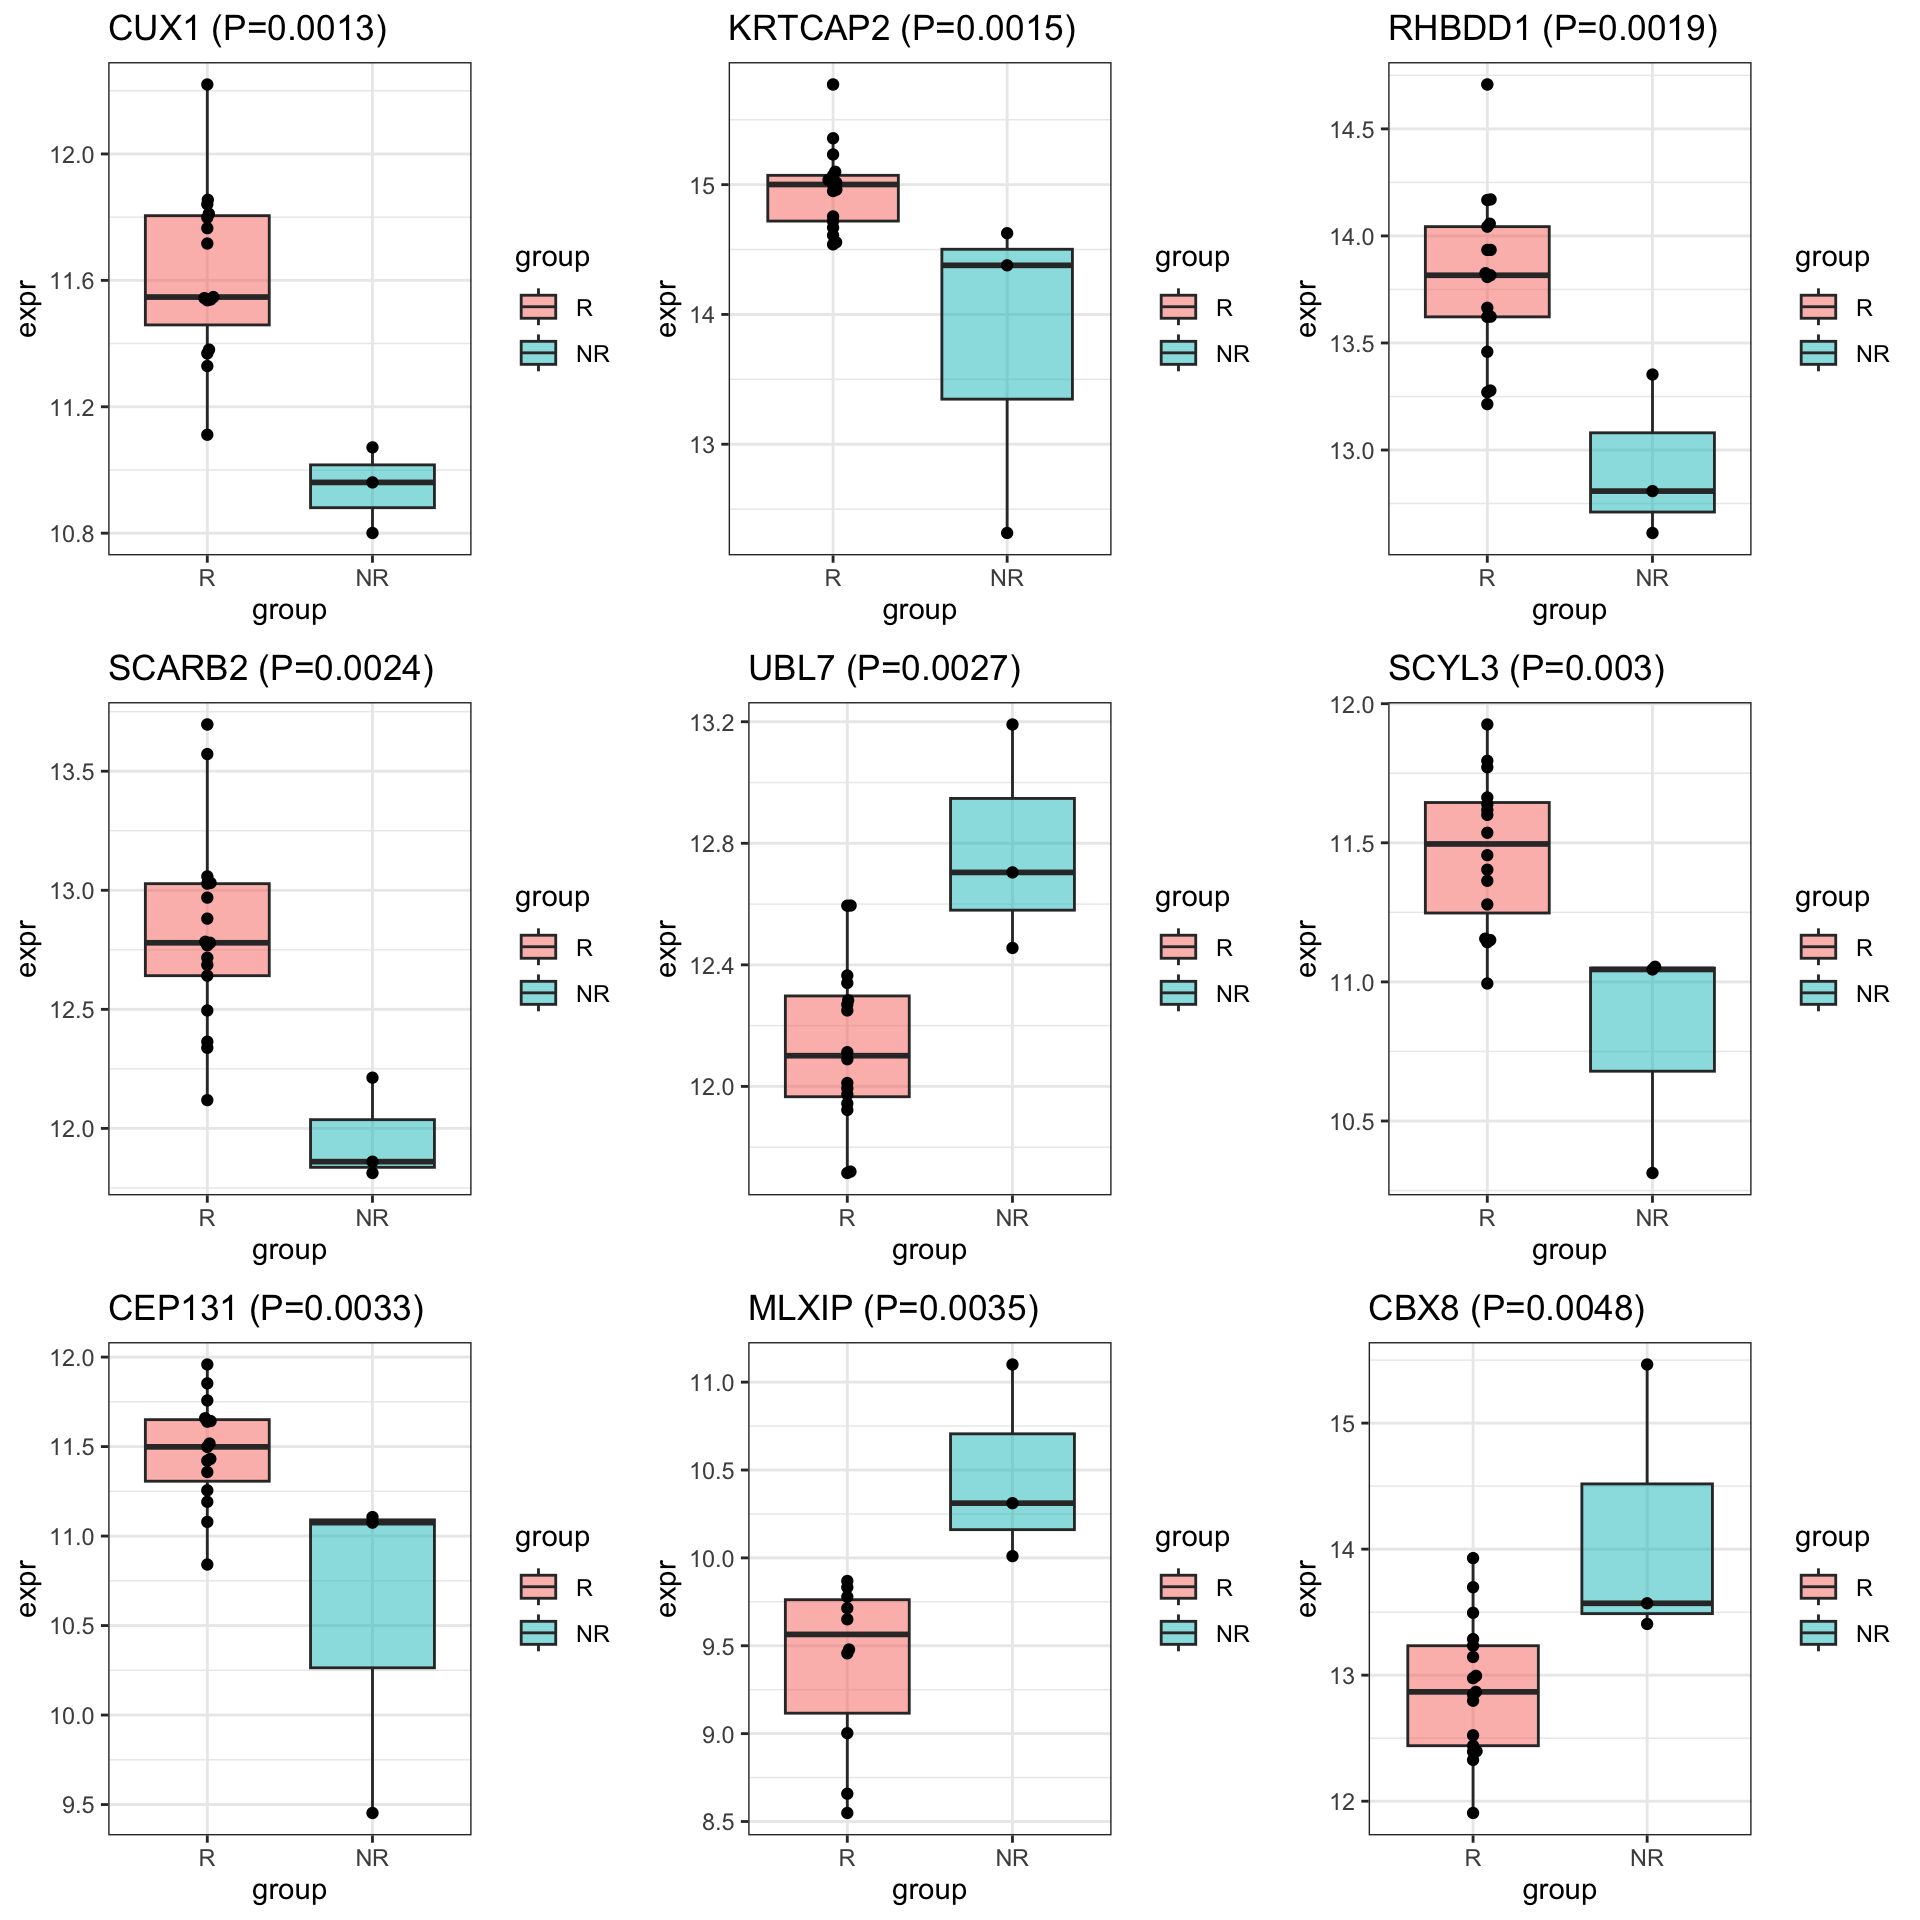 CUX1 (P=0.0013)
expr
12.0
11.6
11.2
10.8
R
NR
group
group
R
NR
KRTCAP2 (P=0.0015)
expr
15
14
13
R
NR
group
group
R
NR
RHBDD1 (P=0.0019)
expr
14.5
14.0
13.5
13.0
R
NR
group
group
R
NR
SCARB2 (P=0.0024)
expr
13.5
13.0
12.5
12.0
R
NR
group
group
R
NR
UBL7 (P=0.0027)
expr
13.2
12.8
12.4
12.0
R
NR
group
group
R
NR
SCYL3 (P=0.003)
expr
12.0
11.5
11.0
10.5
R
NR
group
group
R
NR
CEP131 (P=0.0033)
expr
12.0
11.5
11.0
10.5
10.0
9.5
R
NR
group
group
R
NR
MLXIP (P=0.0035)
expr
11.0
10.5
10.0
9.5
9.0
8.5
R
NR
group
group
R
NR
CBX8 (P=0.0048)
expr
15
14
13
12
R
NR
group
group
R
NR